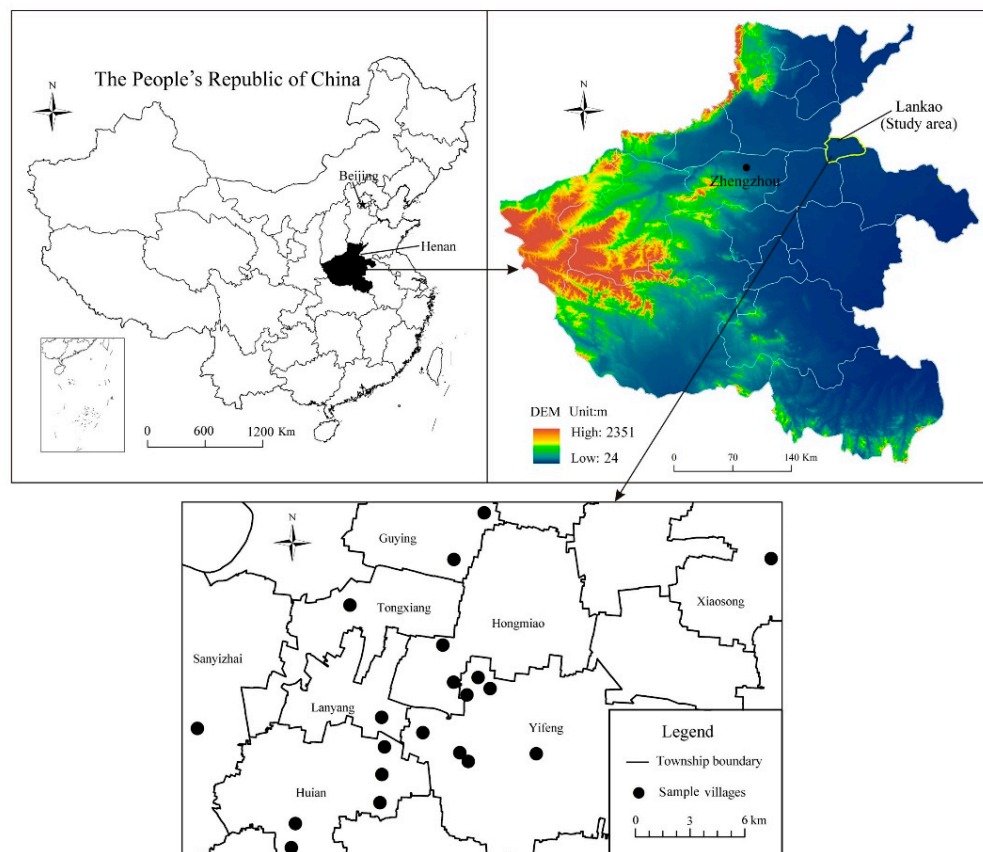 The People's Republic of China
N
Beijing
Henan
0 600 1200 Km
N
Lankao
(Study area)
Zhengzhou
DEM Unit:m
High: 2351
Low: 24
0 70 140 Km
N
Guying
Xiaosong
Tongxiang
Hongmiao
Sanyizhai
Lanyang
Yifeng
Huian
Legend
Township boundary
Sample villages
0 3 6 km